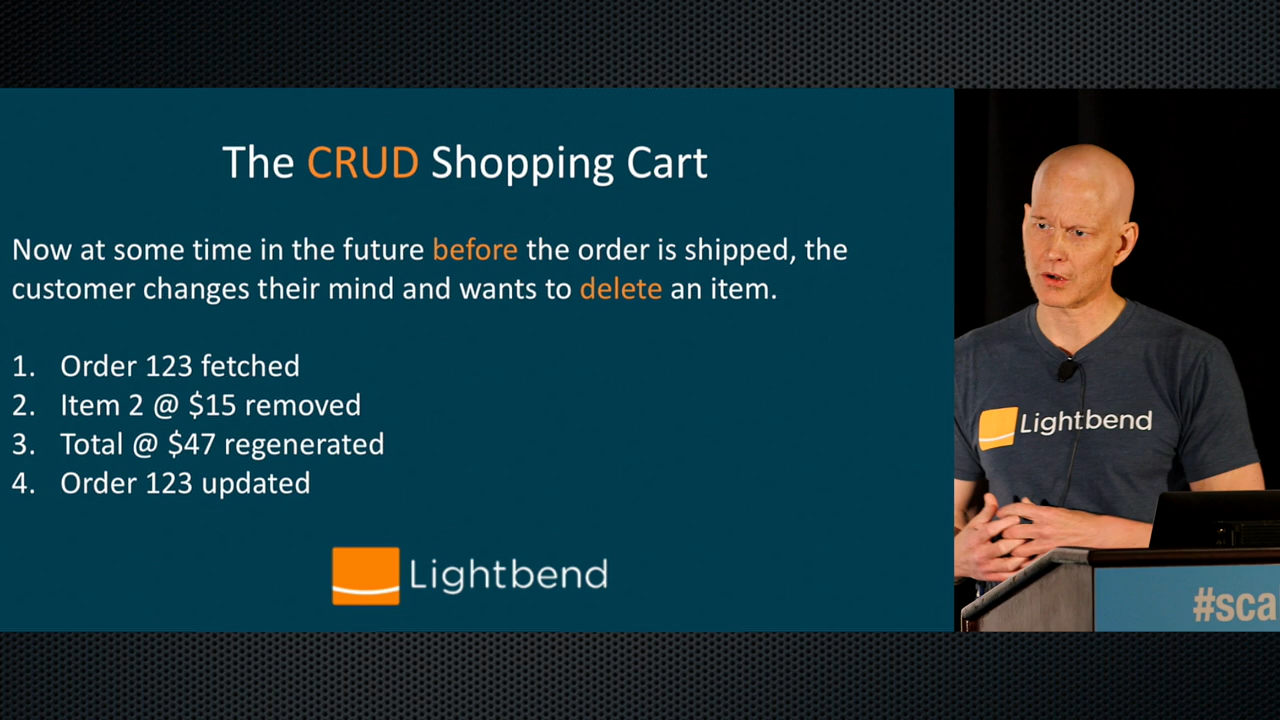 The CRUD Shopping Cart
Now at some time in the future before the order is shipped, the
customer changes their mind and wants to delete an item.
1. Order 123 fetched
2. Item 2 @ $15 removed
3. Total @ $47 regenerated
4. Order 123 updated
Lightbend
Lightbend
#sca